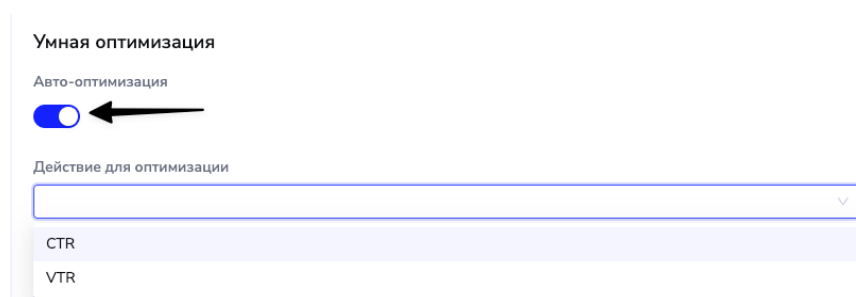 Умная оптимизация
Авто-оптимизация
Действие для оптимизации
CTR
VTR